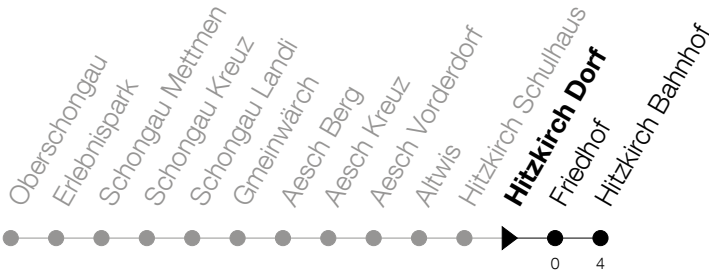 Oberschongau
Erlebnispark
Schongau Mettmen
Schongau Kreuz
Schongau Landi
Gmeinwärch
Aesch Berg
Aesch Kreuz
Aesch Vorderdorf
Altwis
Hitzkirch Schulhaus
Hitzkirch Dorf
Friedhof
Hitzkirch Bahnhof
0
4